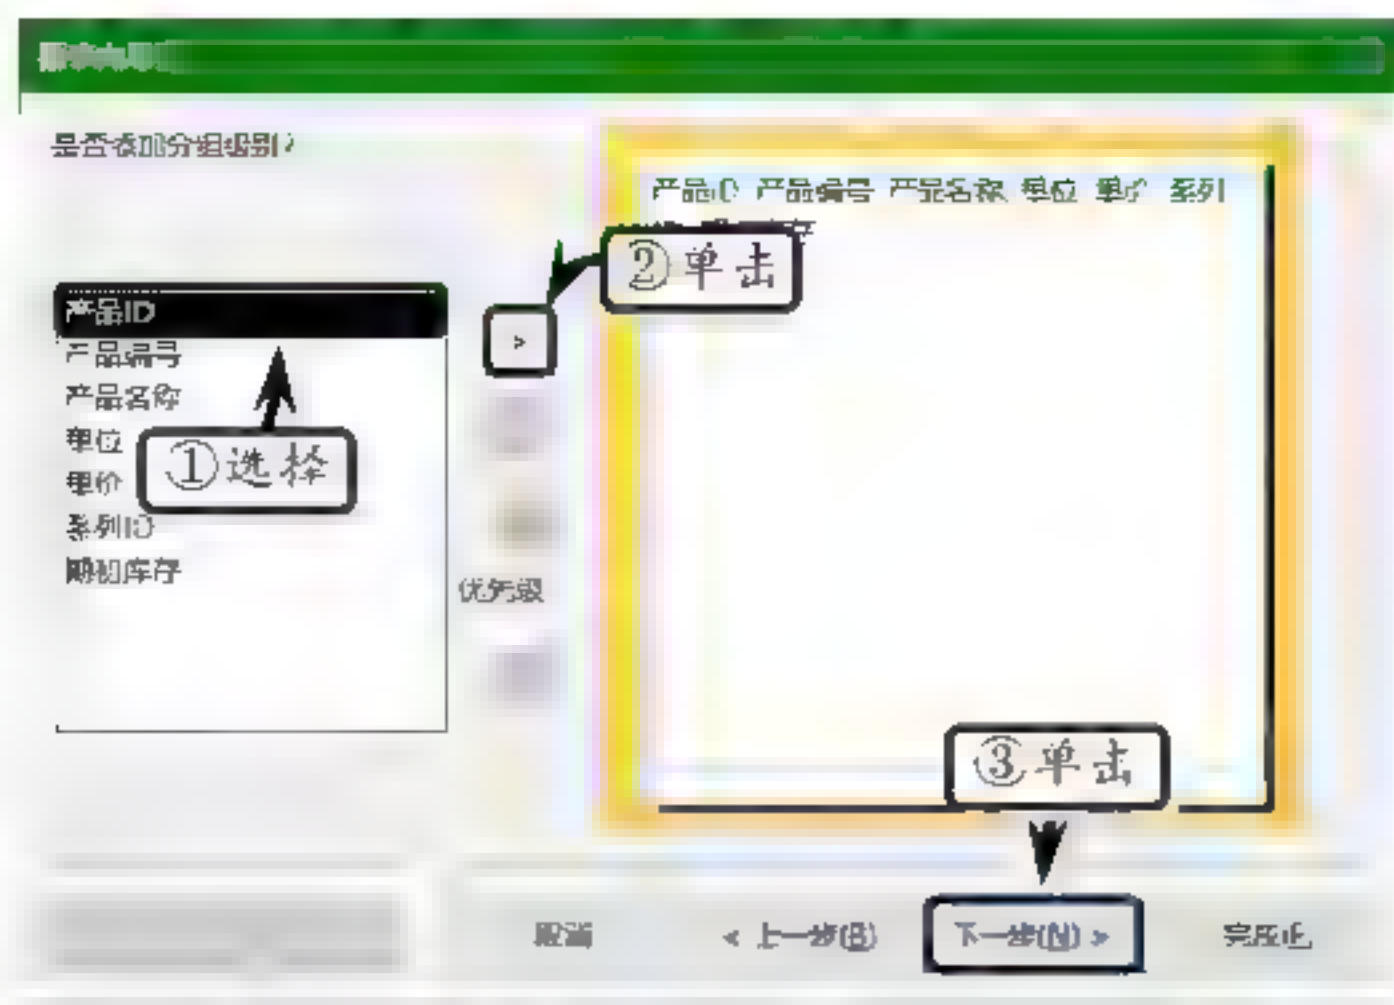 是否添加分组级别?
产品ID 产品编号 产品名称 单位 单价 系列
②单击
产品ID
>
产品编号
产品名称
单位
①选择
单价
系列ID
期初库存
优先级
③单击
取消
< 上一步(B)
下一步(N) >